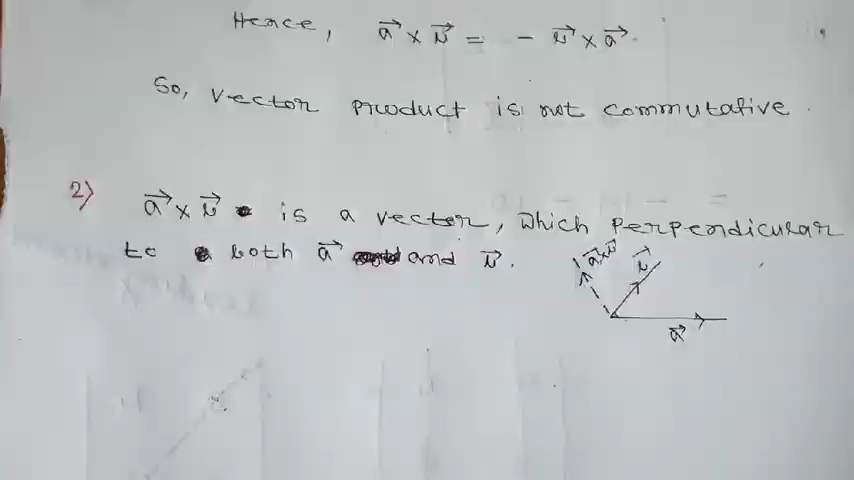 Hence, a⃗ × b⃗ = - b⃗ × a⃗.
So, vector product is not commutative.
2) a⃗ × b⃗ is a vector, which perpendicular
to both a⃗ and b⃗.
a⃗×b⃗
b⃗
a⃗